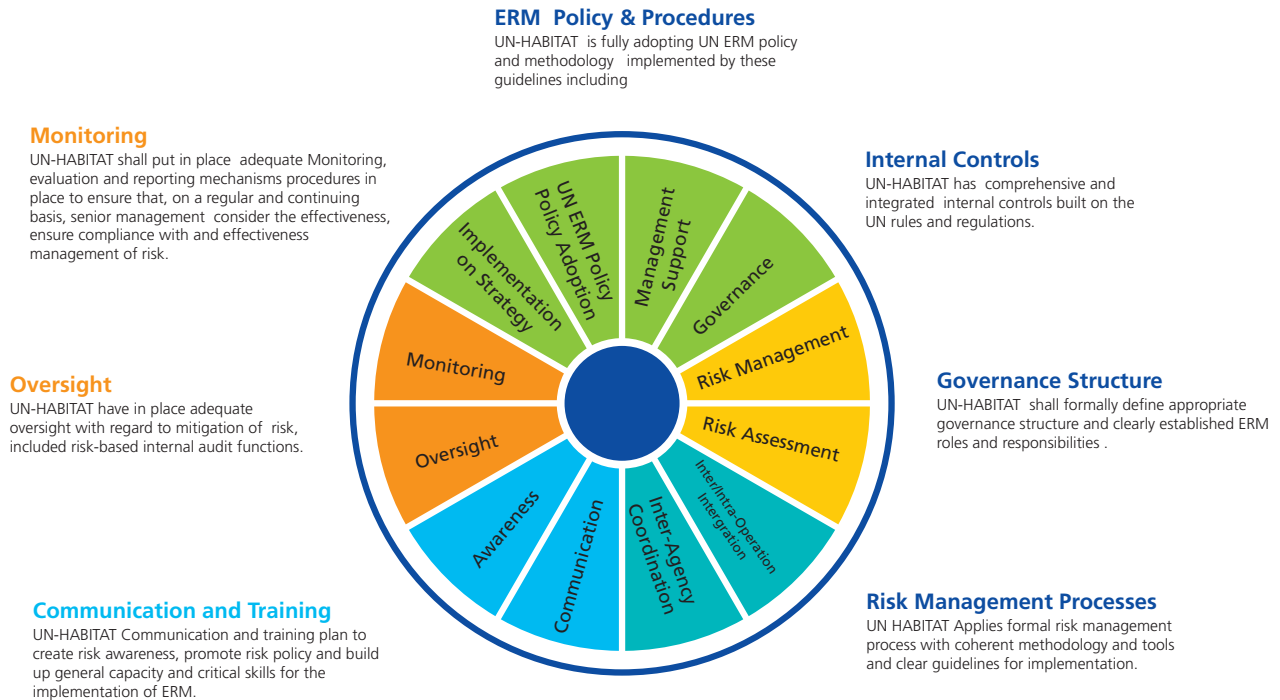 ERM Policy & Procedures
UN-HABITAT is fully adopting UN ERM policy
and methodology implemented by these
guidelines including
Monitoring
UN-HABITAT shall put in place adequate Monitoring,
evaluation and reporting mechanisms procedures in
place to ensure that, on a regular and continuing
basis, senior management consider the effectiveness,
ensure compliance with and effectiveness
management of risk.
Internal Controls
UN-HABITAT has comprehensive and
integrated internal controls built on the
UN rules and regulations.
Oversight
UN-HABITAT have in place adequate
oversight with regard to mitigation of risk,
included risk-based internal audit functions.
Governance Structure
UN-HABITAT shall formally define appropriate
governance structure and clearly established ERM
roles and responsibilities .
Communication and Training
UN-HABITAT Communication and training plan to
create risk awareness, promote risk policy and build
up general capacity and critical skills for the
implementation of ERM.
Risk Management Processes
UN HABITAT Applies formal risk management
process with coherent methodology and tools
and clear guidelines for implementation.
Implementation
on Strategy
UN ERM Policy
Policy Adoption
Management
Support
Governance
Risk Management
Risk Assessment
Inter/Intra-Operation
Intergration
Inter-Agency
Coordination
Communication
Awareness
Oversight
Monitoring